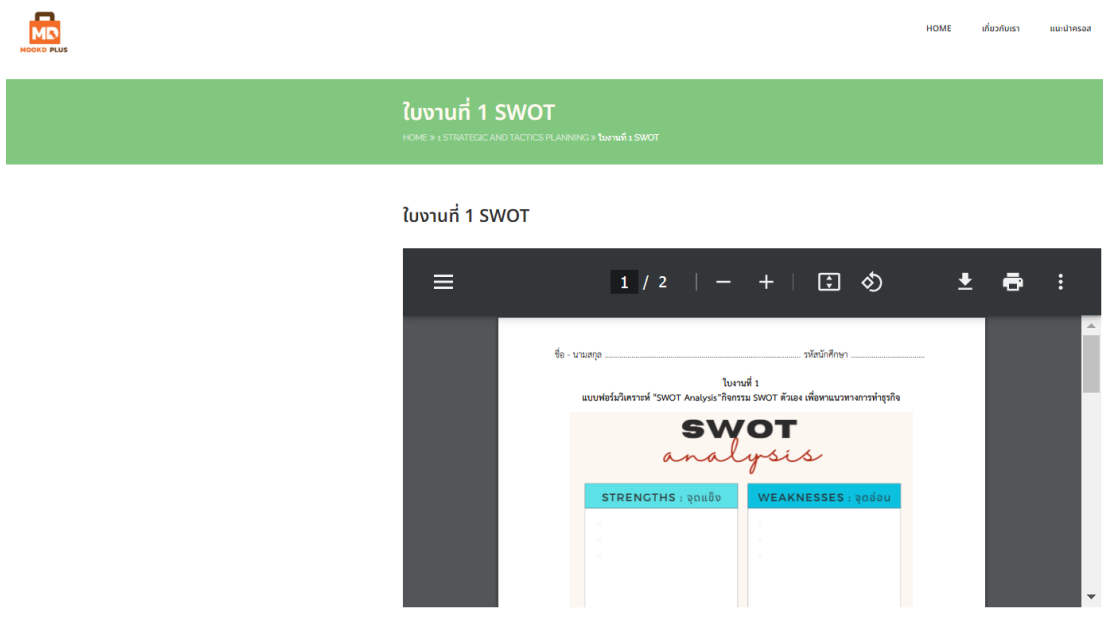 MD
MOOKD PLUS
HOME เกี่ยวกับเรา แนะนำครอส
ใบงานที่ 1 SWOT
HOME » 1 STRATEGIC AND TACTICS PLANNING » ใบงานที่ 1 SWOT
ใบงานที่ 1 SWOT
1 / 2
ชื่อ - นามสกุล ........................................ รหัสนักศึกษา ....................
ใบงานที่ 1
แบบฟอร์มวิเคราะห์ "SWOT Analysis"กิจกรรม SWOT ตัวเอง เพื่อหาแนวทางการทำธุรกิจ
SWOT
analysis
STRENGTHS : จุดแข็ง WEAKNESSES : จุดอ่อน